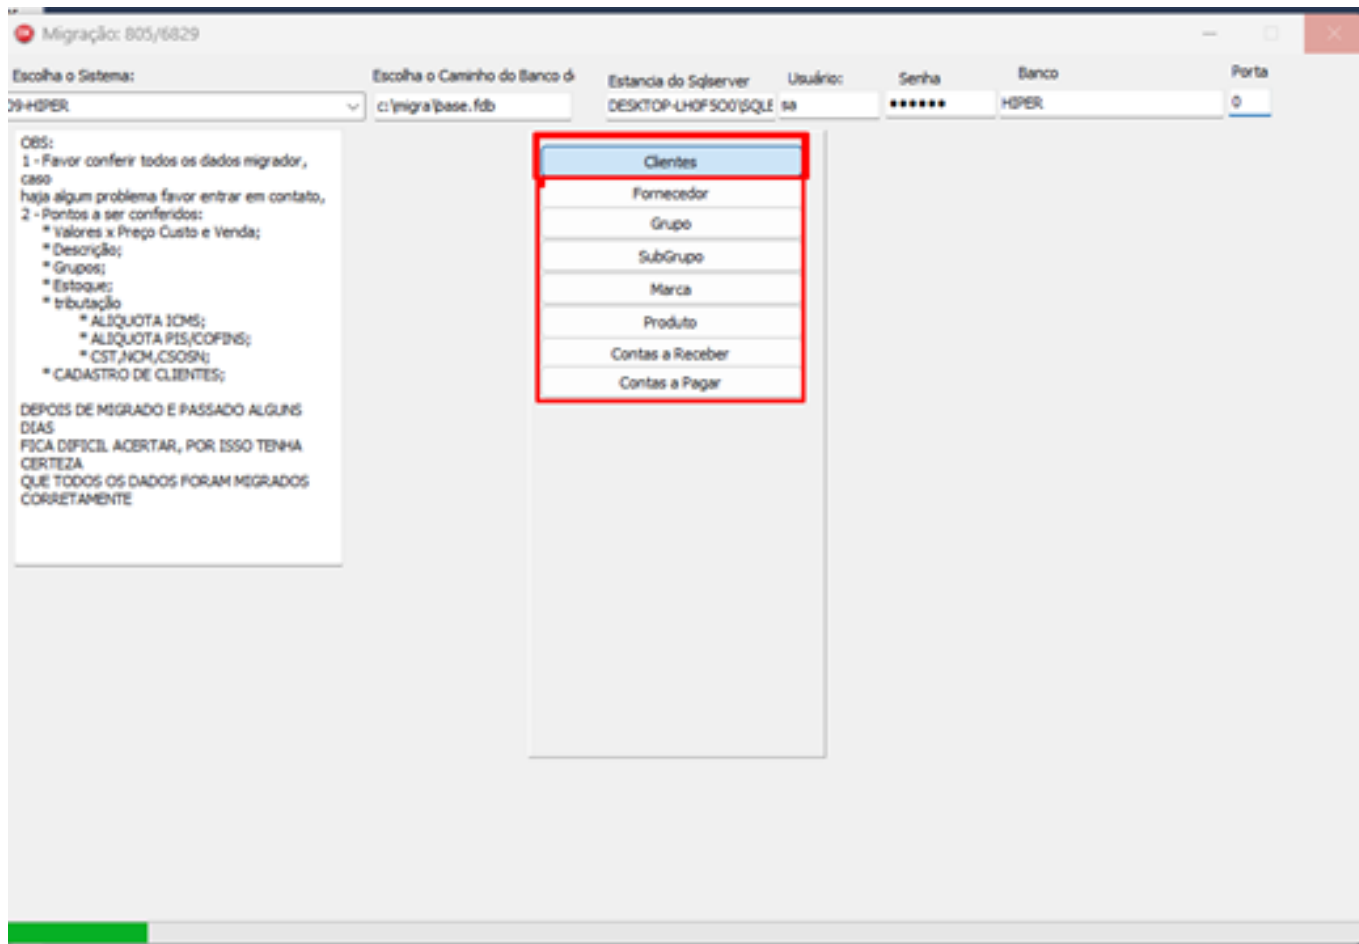 Migração: 805/6829
Escolha o Sistema:
Escolha o Caminho do Banco d
Estancia do Sqlserver
Usuário:
Senha
Banco
Porta
09-HIPER
c:\migra\base.fdb
DESKTOP-LH0FSO0\SQLE
sa
●●●●●●
HIPER
0
OBS:
1 - Favor conferir todos os dados migrador,
caso
haja algum problema favor entrar em contato,
2 - Pontos a ser conferidos:
* Valores x Preço Custo e Venda;
* Descrição;
* Grupos;
* Estoque;
* tributação
* ALIQUOTA ICMS;
* ALIQUOTA PIS/COFINS;
* CST,NCM,CSOSN;
* CADASTRO DE CLIENTES;
DEPOIS DE MIGRADO E PASSADO ALGUNS
DIAS
FICA DIFICIL ACERTAR, POR ISSO TENHA
CERTEZA
QUE TODOS OS DADOS FORAM MIGRADOS
CORRETAMENTE
Clientes
Fornecedor
Grupo
SubGrupo
Marca
Produto
Contas a Receber
Contas a Pagar